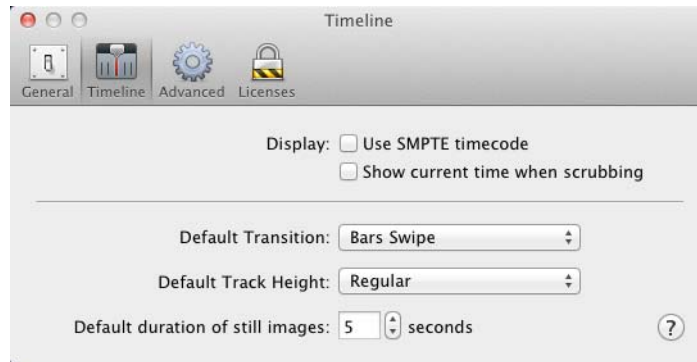 Timeline
General Timeline Advanced Licenses
Display: Use SMPTE timecode
Show current time when scrubbing
Default Transition: Bars Swipe
Default Track Height: Regular
Default duration of still images: 5 seconds ?